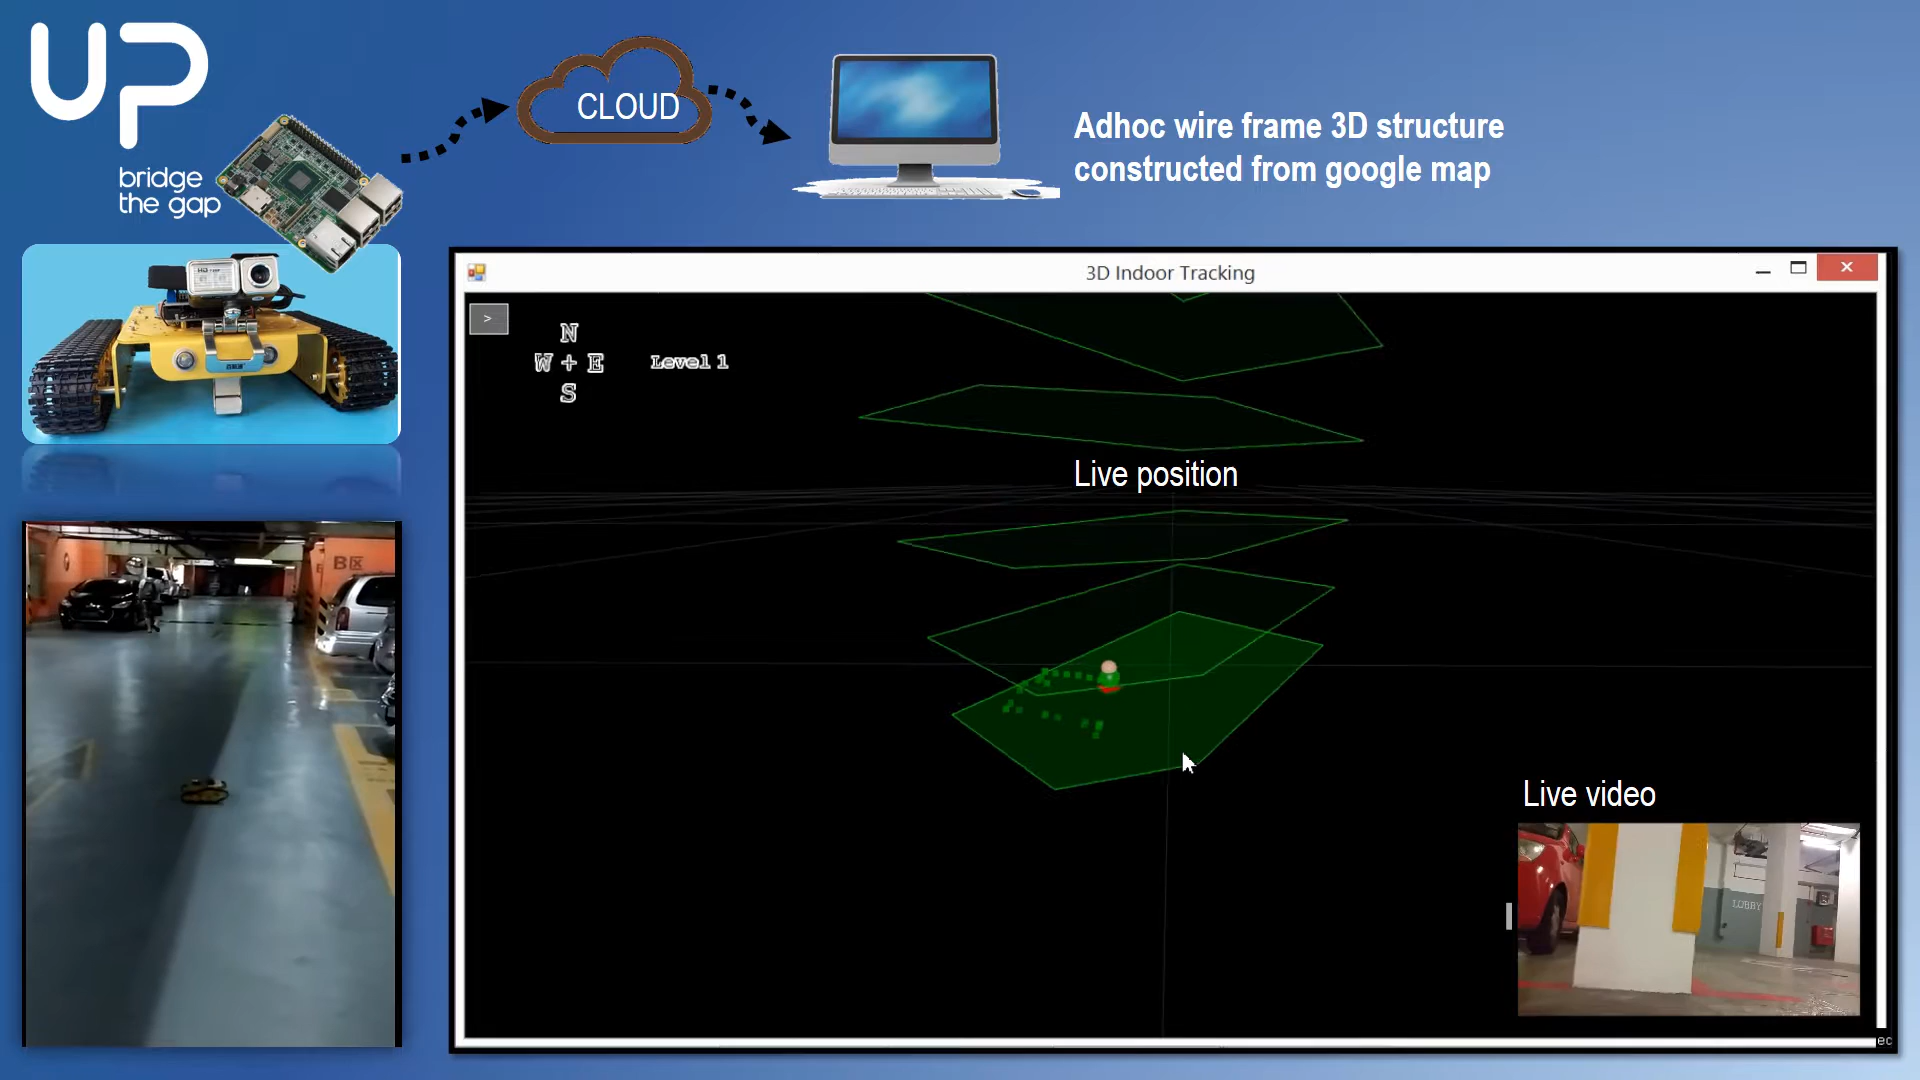 UP
bridge
the gap
CLOUD
Adhoc wire frame 3D structure
constructed from google map
3D Indoor Tracking
>
N
W + E
S
Level 1
Live position
B区
Live video
LOBBY
ec